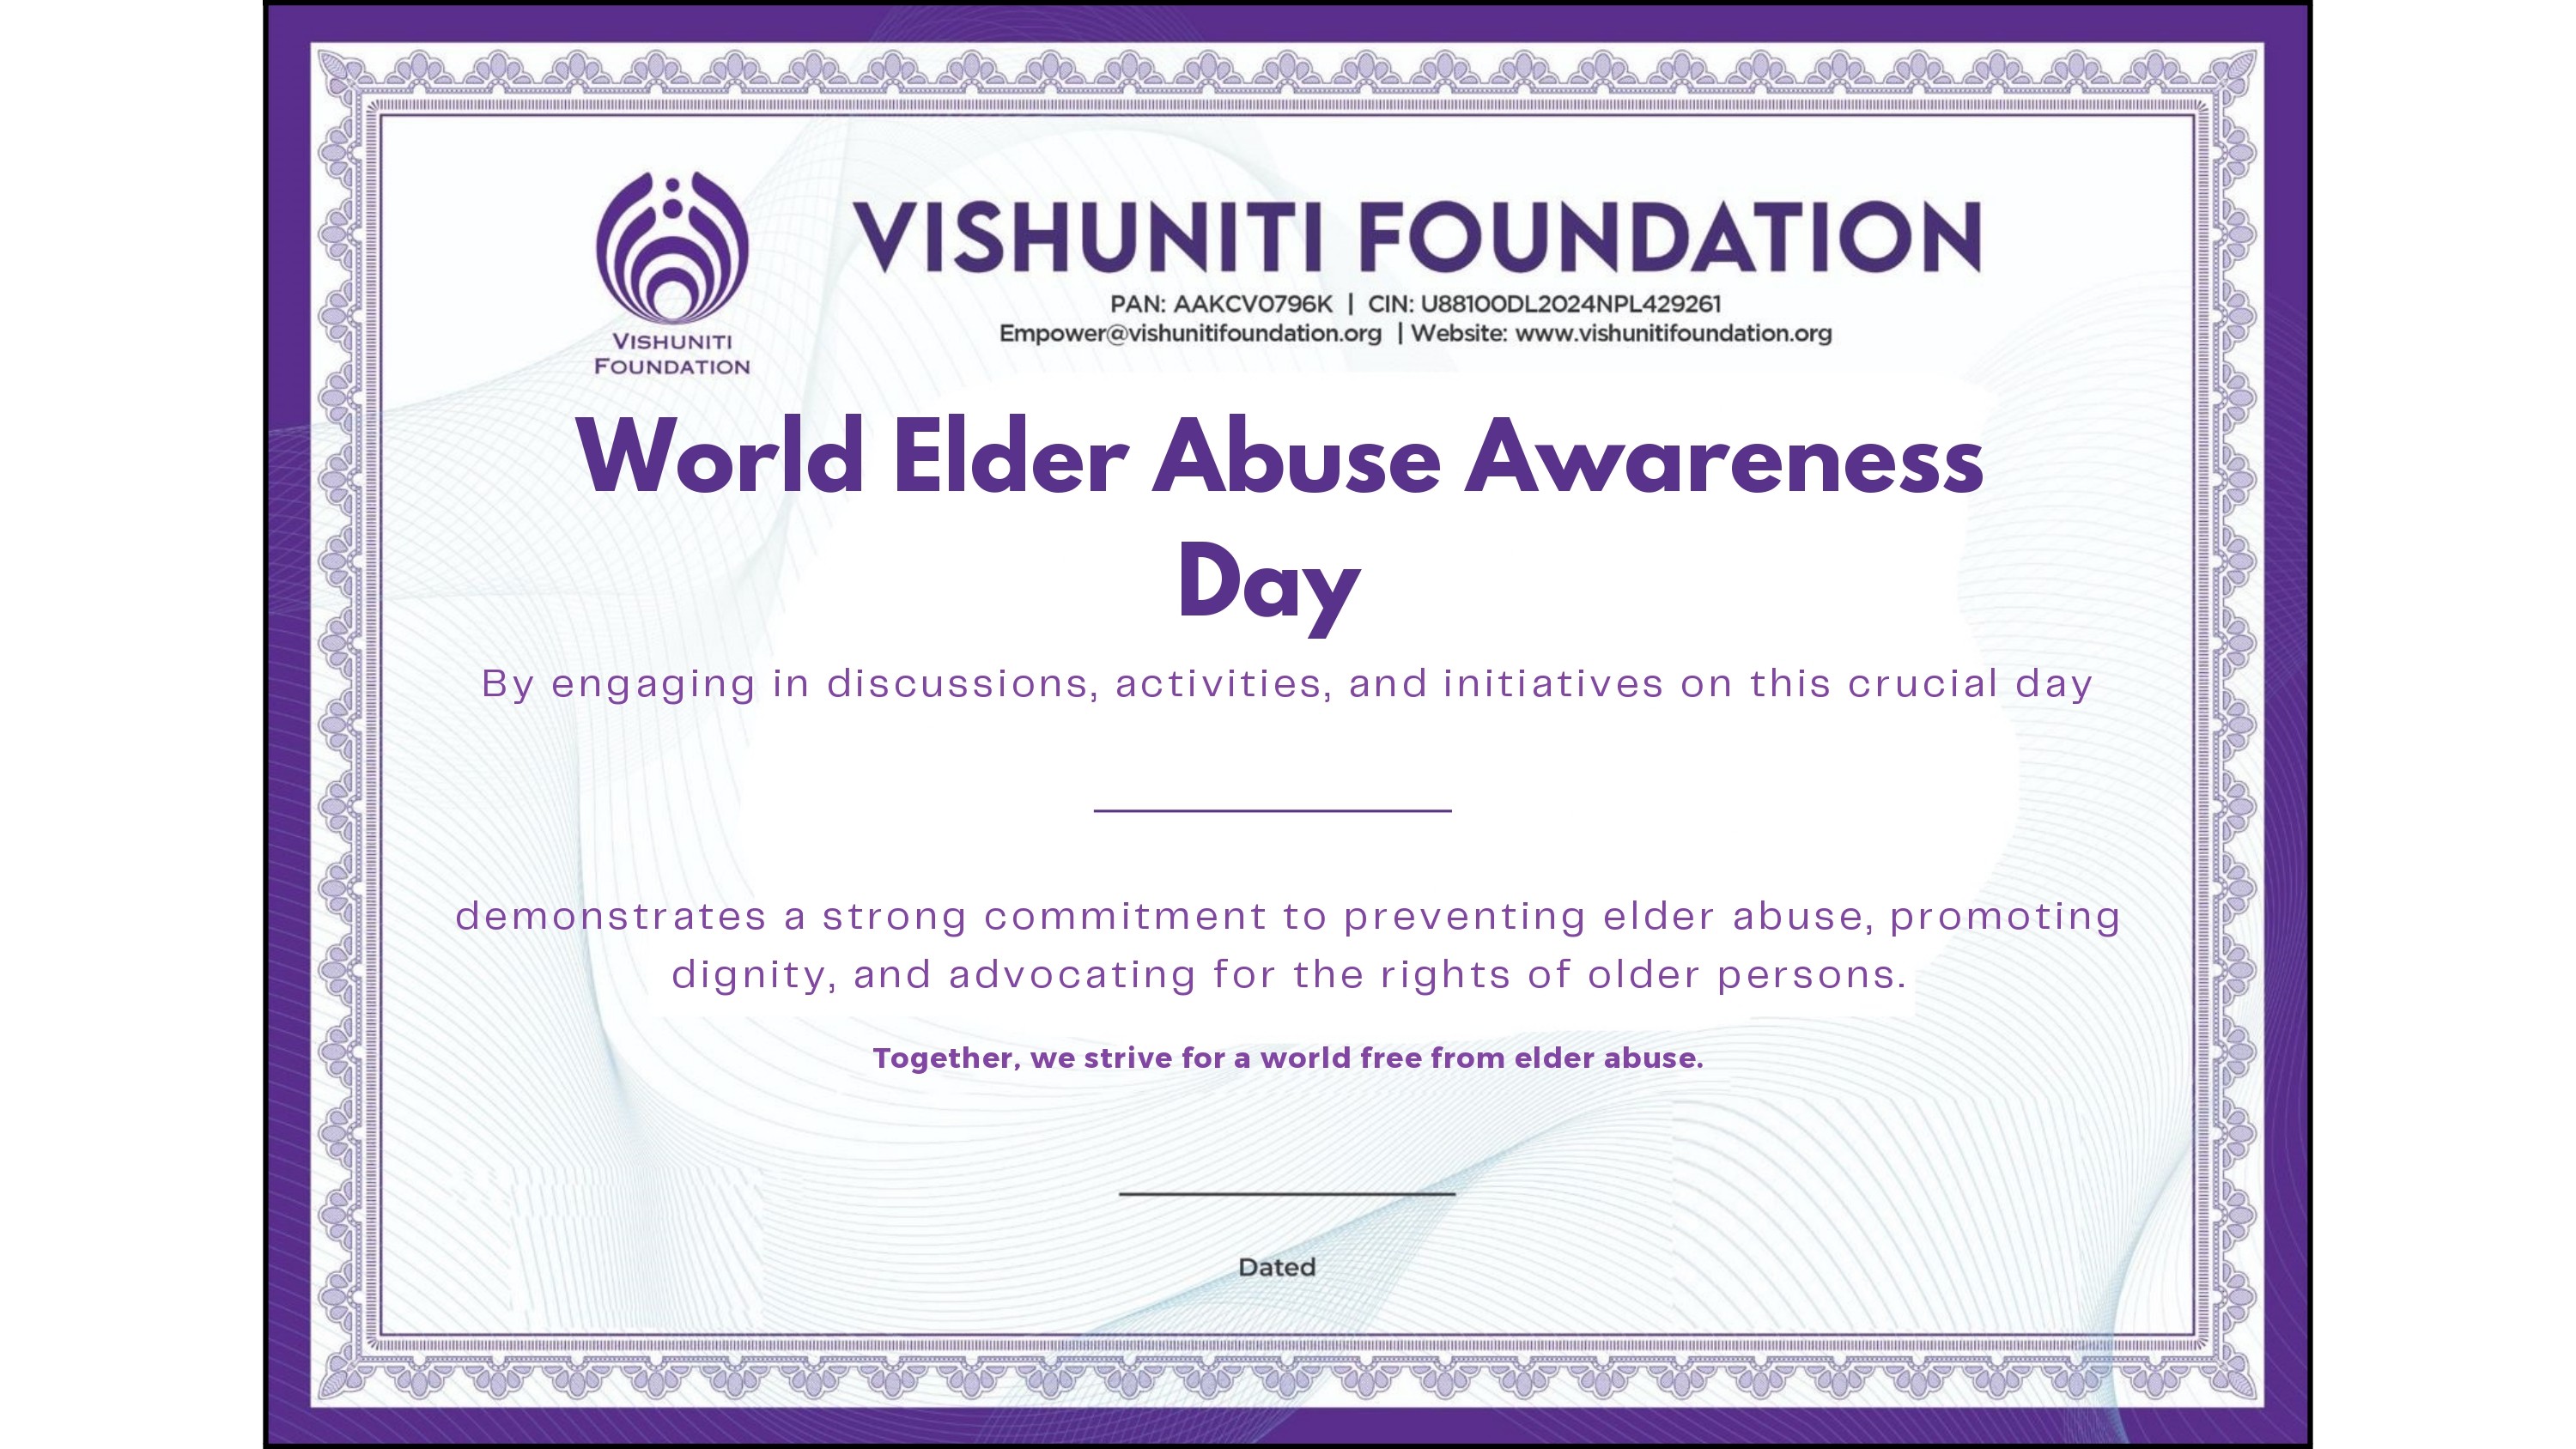 VISHUNITI
FOUNDATION
VISHUNITI FOUNDATION
PAN: AAKCV0796K | CIN: U88100DL2024NPL429261
Empower@vishunitifoundation.org | Website: www.vishunitifoundation.org
World Elder Abuse Awareness
Day
By engaging in discussions, activities, and initiatives on this crucial day
demonstrates a strong commitment to preventing elder abuse, promoting
dignity, and advocating for the rights of older persons.
Together, we strive for a world free from elder abuse.
Dated